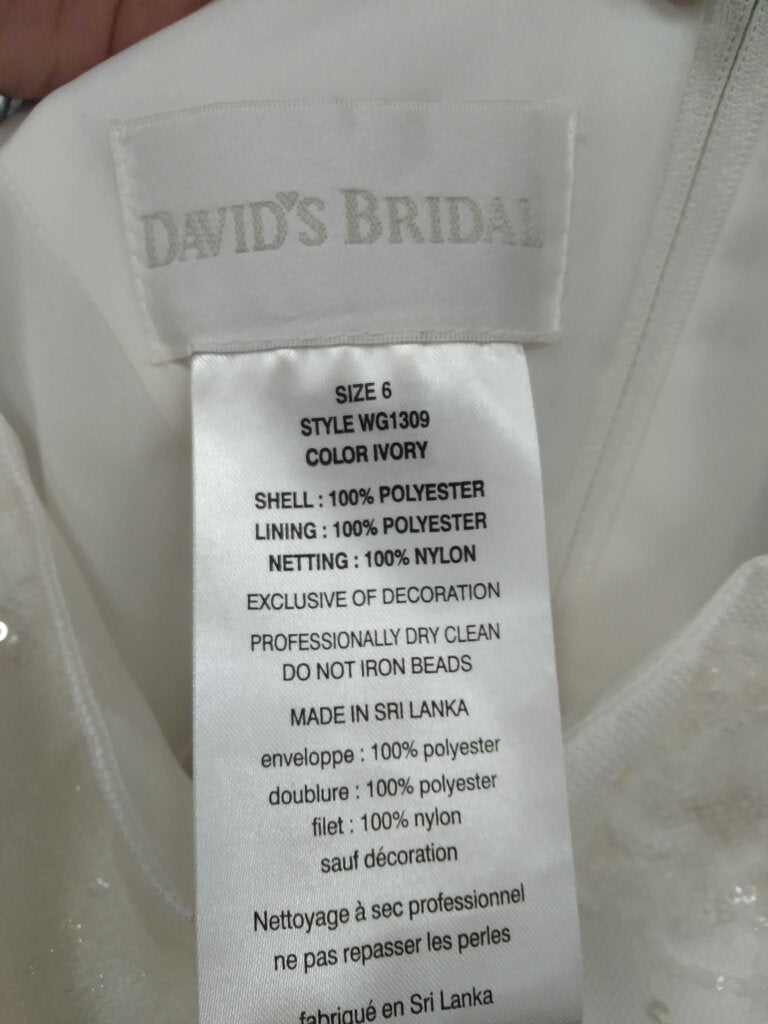 DAVID'S BRIDAL
SIZE 6
STYLE WG1309
COLOR IVORY
SHELL : 100% POLYESTER
LINING : 100% POLYESTER
NETTING : 100% NYLON
EXCLUSIVE OF DECORATION
PROFESSIONALLY DRY CLEAN
DO NOT IRON BEADS
MADE IN SRI LANKA
enveloppe : 100% polyester
doublure : 100% polyester
filet : 100% nylon
sauf décoration
Nettoyage à sec professionnel
ne pas repasser les perles
fabriqué en Sri Lanka